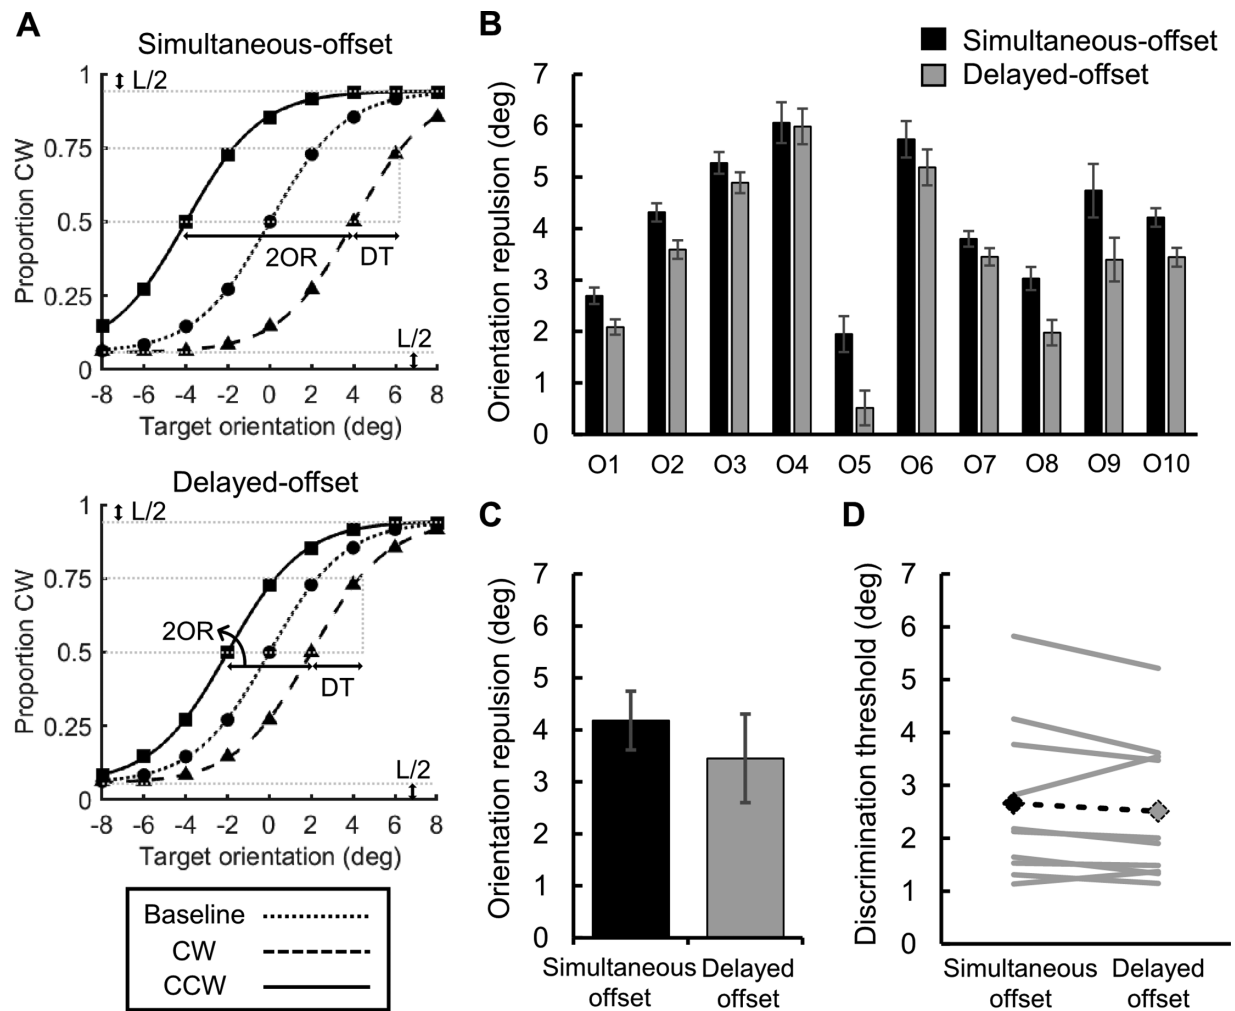 A
Simultaneous-offset
1
L/2
0.75
0.5
0.25
0
Proportion CW
2OR
DT
L/2
-8 -6 -4 -2 0 2 4 6 8
Target orientation (deg)
Delayed-offset
1
L/2
0.75
2OR
0.5
DT
0.25
L/2
0
Proportion CW
-8 -6 -4 -2 0 2 4 6 8
Target orientation (deg)
Baseline
CW
CCW
B
Simultaneous-offset
Delayed-offset
7
6
5
4
3
2
1
0
Orientation repulsion (deg)
O1 O2 O3 O4 O5 O6 O7 O8 O9 O10
C
7
6
5
4
3
2
1
0
Orientation repulsion (deg)
Simultaneous Delayed
offset offset
D
7
6
5
4
3
2
1
0
Discrimination threshold (deg)
Simultaneous Delayed
offset offset